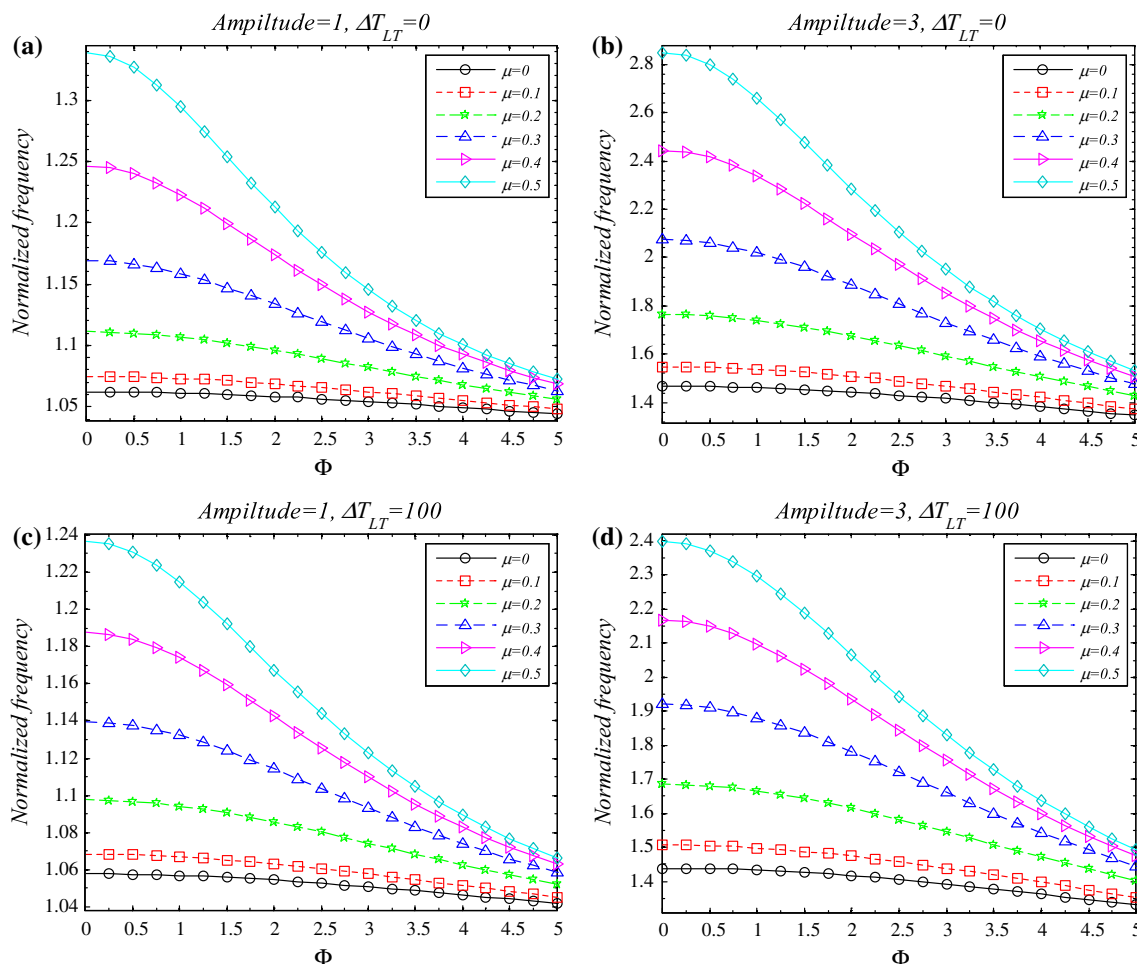 (a)
Ampiltude=1, ΔT_LT=0
Normalized frequency
1.3
1.25
1.2
1.15
1.1
1.05
0 0.5 1 1.5 2 2.5 3 3.5 4 4.5 5
Φ
μ=0
μ=0.1
μ=0.2
μ=0.3
μ=0.4
μ=0.5
(b)
Ampiltude=3, ΔT_LT=0
Normalized frequency
2.8
2.6
2.4
2.2
2
1.8
1.6
1.4
0 0.5 1 1.5 2 2.5 3 3.5 4 4.5 5
Φ
μ=0
μ=0.1
μ=0.2
μ=0.3
μ=0.4
μ=0.5
(c)
Ampiltude=1, ΔT_LT=100
Normalized frequency
1.24
1.22
1.2
1.18
1.16
1.14
1.12
1.1
1.08
1.06
1.04
0 0.5 1 1.5 2 2.5 3 3.5 4 4.5 5
Φ
μ=0
μ=0.1
μ=0.2
μ=0.3
μ=0.4
μ=0.5
(d)
Ampiltude=3, ΔT_LT=100
Normalized frequency
2.4
2.3
2.2
2.1
2
1.9
1.8
1.7
1.6
1.5
1.4
0 0.5 1 1.5 2 2.5 3 3.5 4 4.5 5
Φ
μ=0
μ=0.1
μ=0.2
μ=0.3
μ=0.4
μ=0.5